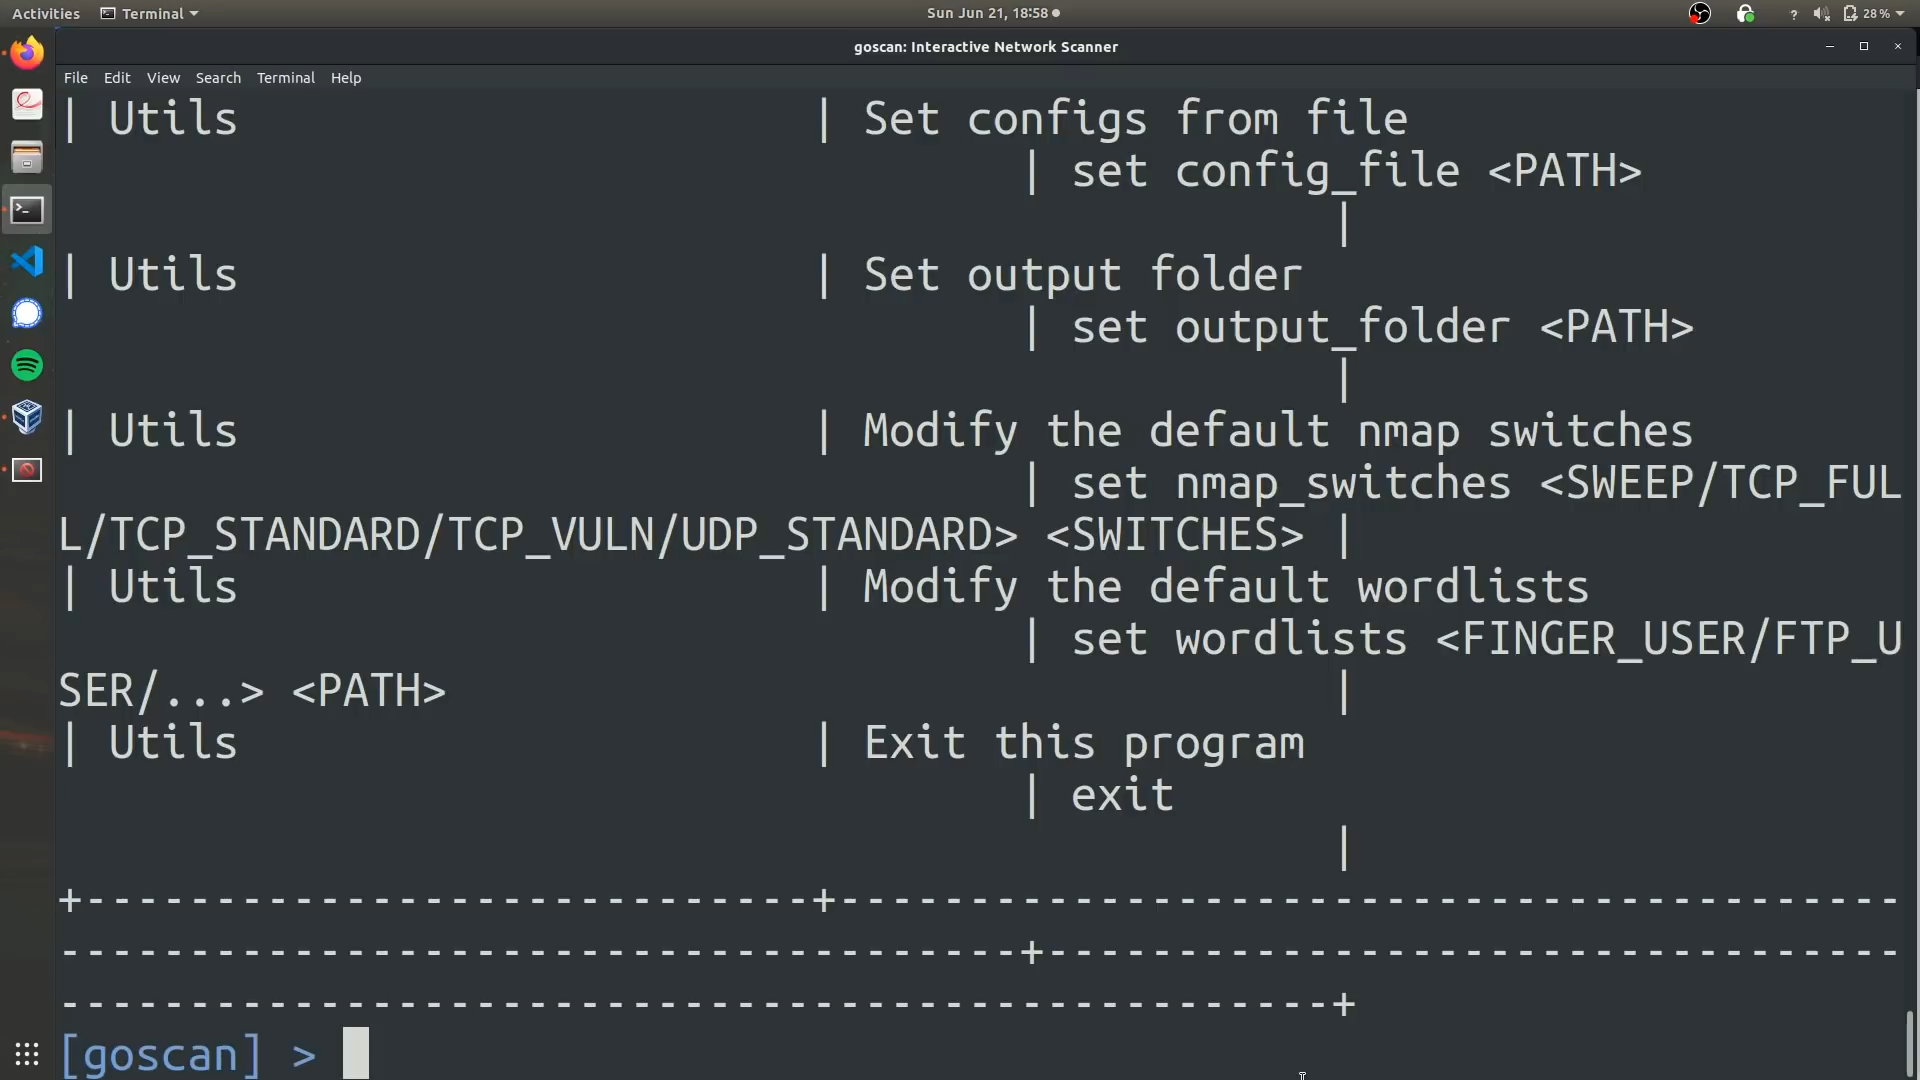 Activities Terminal Sun Jun 21, 18:58 ? 28%
goscan: Interactive Network Scanner
File Edit View Search Terminal Help
| Utils | Set configs from file
| set config_file <PATH>
|
| Utils | Set output folder
| set output_folder <PATH>
|
| Utils | Modify the default nmap switches
| set nmap_switches <SWEEP/TCP_FUL
L/TCP_STANDARD/TCP_VULN/UDP_STANDARD> <SWITCHES> |
| Utils | Modify the default wordlists
| set wordlists <FINGER_USER/FTP_U
SER/...> <PATH> |
| Utils | Exit this program
| exit
|
+----------------------------+-----------------------------------------
-------------------------------------+---------------------------------
-------------------------------------------------+
[goscan] >